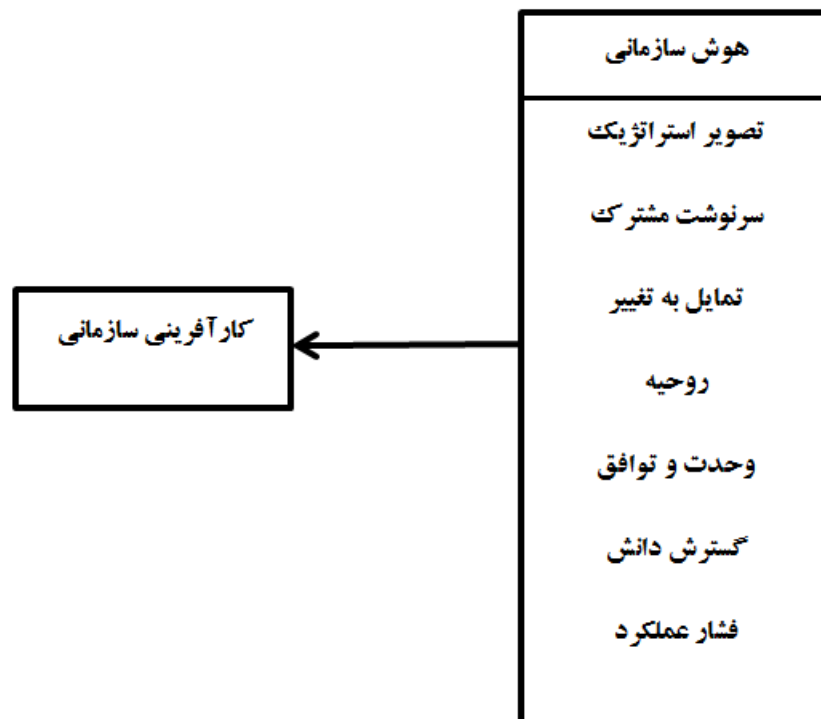 هوش سازمانی
تصویر استراتژیک
سرنوشت مشترک
تمایل به تغییر
روحیه
وحدت و توافق
گسترش دانش
فشار عملکرد
کارآفرینی سازمانی